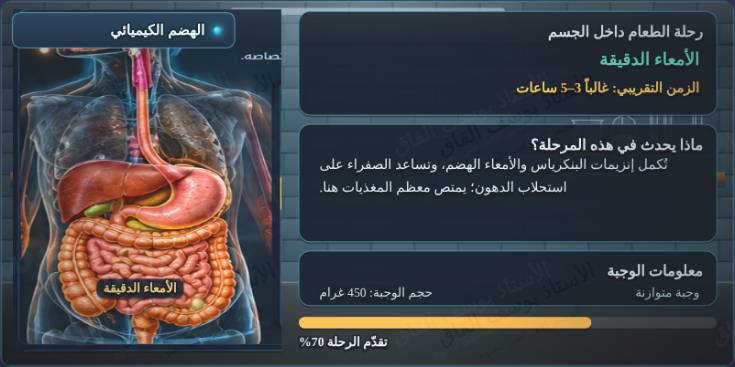 الهضم الكيميائي
رحلة الطعام داخل الجسم
الأمعاء الدقيقة
الزمن التقريبي: غالباً 3–5 ساعات
ماذا يحدث في هذه المرحلة؟
تُكمل إنزيمات البنكرياس والأمعاء الهضم، وتساعد الصفراء على
استحلاب الدهون؛ يمتص معظم المغذيات هنا.
معلومات الوجبة
وجبة متوازنة
حجم الوجبة: 450 غرام
تقدّم الرحلة 70%
الأمعاء الدقيقة